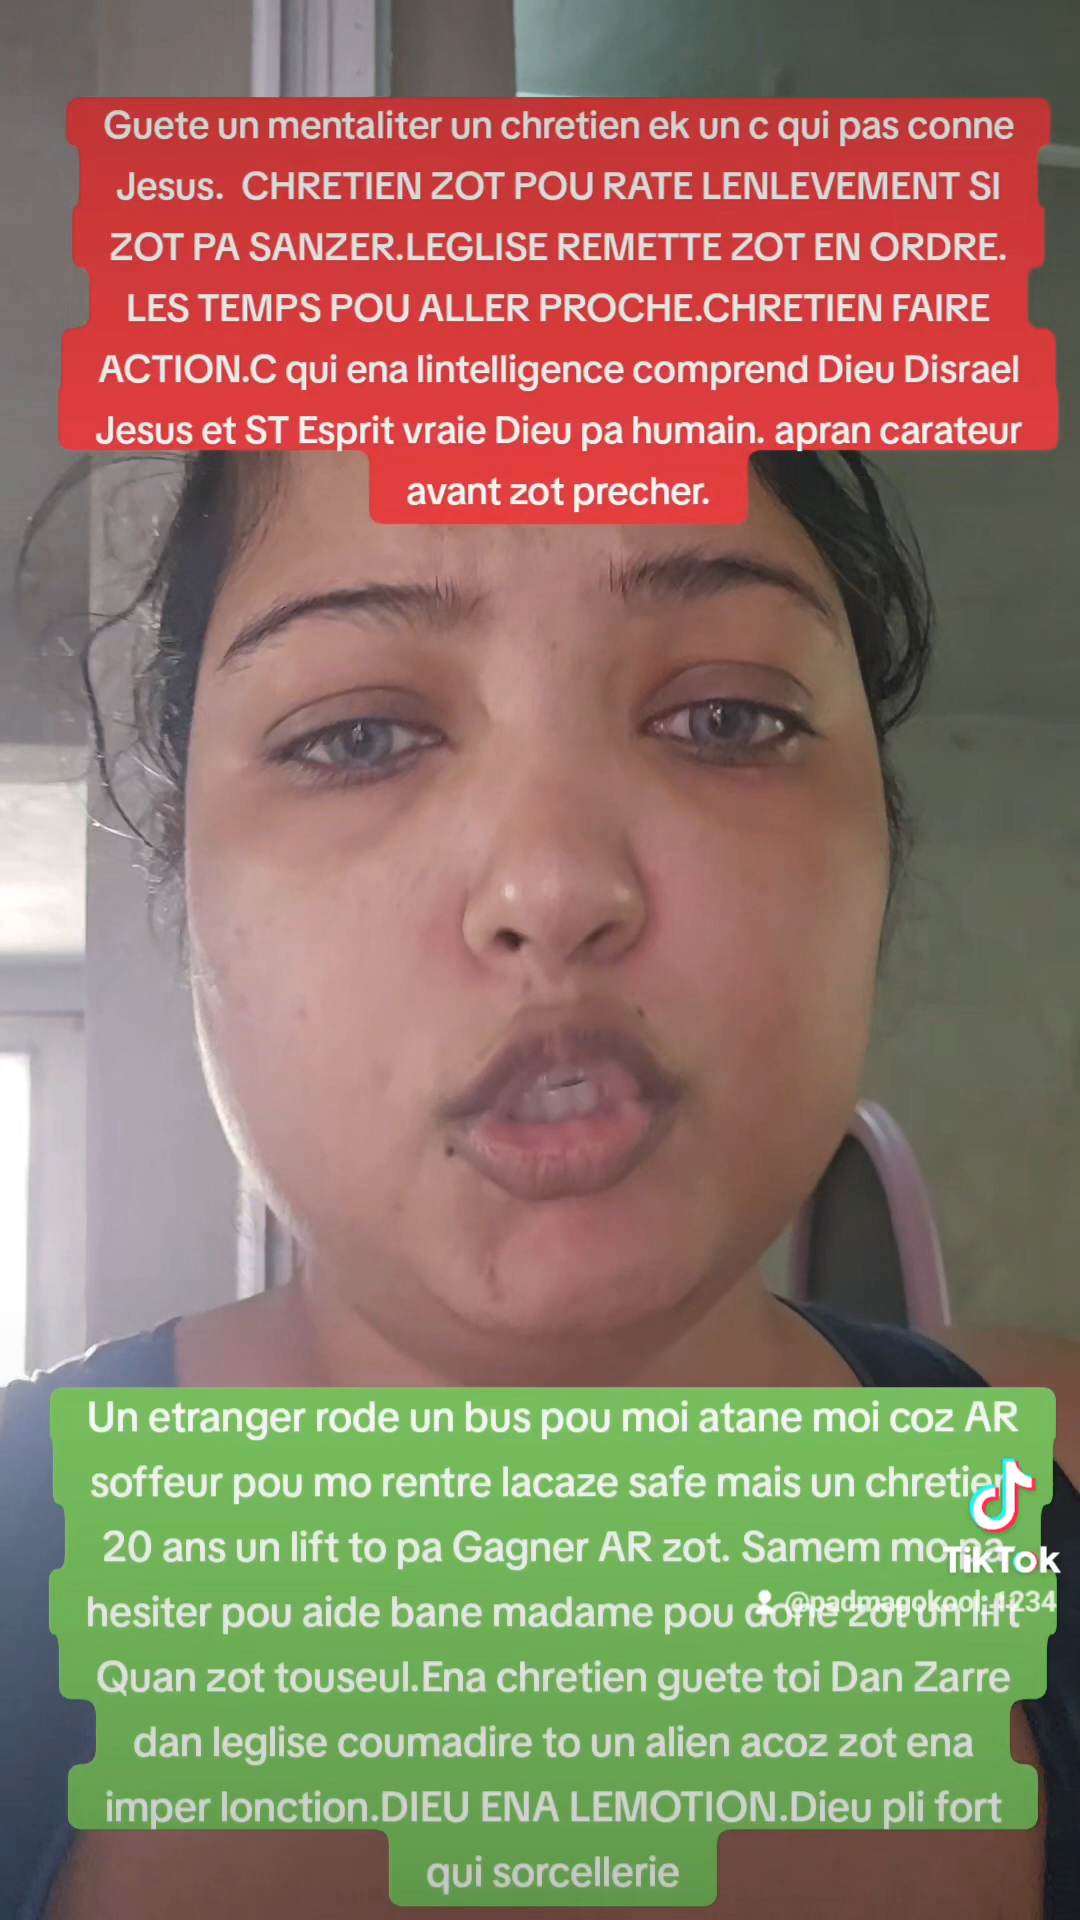 Guete un mentaliter un chretien ek un c qui pas conne
Jesus. CHRETIEN ZOT POU RATE LENLEVEMENT SI
ZOT PA SANZER.LEGLISE REMETTE ZOT EN ORDRE.
LES TEMPS POU ALLER PROCHE.CHRETIEN FAIRE
ACTION.C qui ena lintelligence comprend Dieu Disrael
Jesus et ST Esprit vraie Dieu pa humain. apran carateur
avant zot precher.
Un etranger rode un bus pou moi atane moi coz AR
soffeur pou mo rentre lacaze safe mais un chretien
20 ans un lift to pa Gagner AR zot. Samem mo pa
TikTok
hesiter pou aide bane madame pou done zot un lift
@padmagokool.1234
Quan zot touseul.Ena chretien guete toi Dan Zarre
dan leglise coumadire to un alien acoz zot ena
imper lonction.DIEU ENA LEMOTION.Dieu pli fort
qui sorcellerie